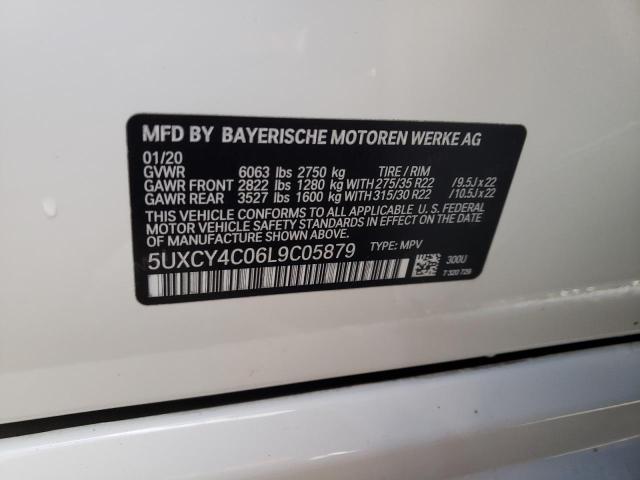 MFD BY BAYERISCHE MOTOREN WERKE AG
01/20
GVWR 6063 lbs 2750 kg TIRE / RIM
GAWR FRONT 2822 lbs 1280 kg WITH 275/35 R22 /9.5J x 22
GAWR REAR 3527 lbs 1600 kg WITH 315/30 R22 /10.5J x 22
THIS VEHICLE CONFORMS TO ALL APPLICABLE U.S. FEDERAL
MOTOR VEHICLE SAFETY STANDARDS IN EFFECT ON THE
DATE OF MANUFACTURE SHOWN ABOVE.
5UXCY4C06L9C05879 TYPE: MPV
300U
7 320 729